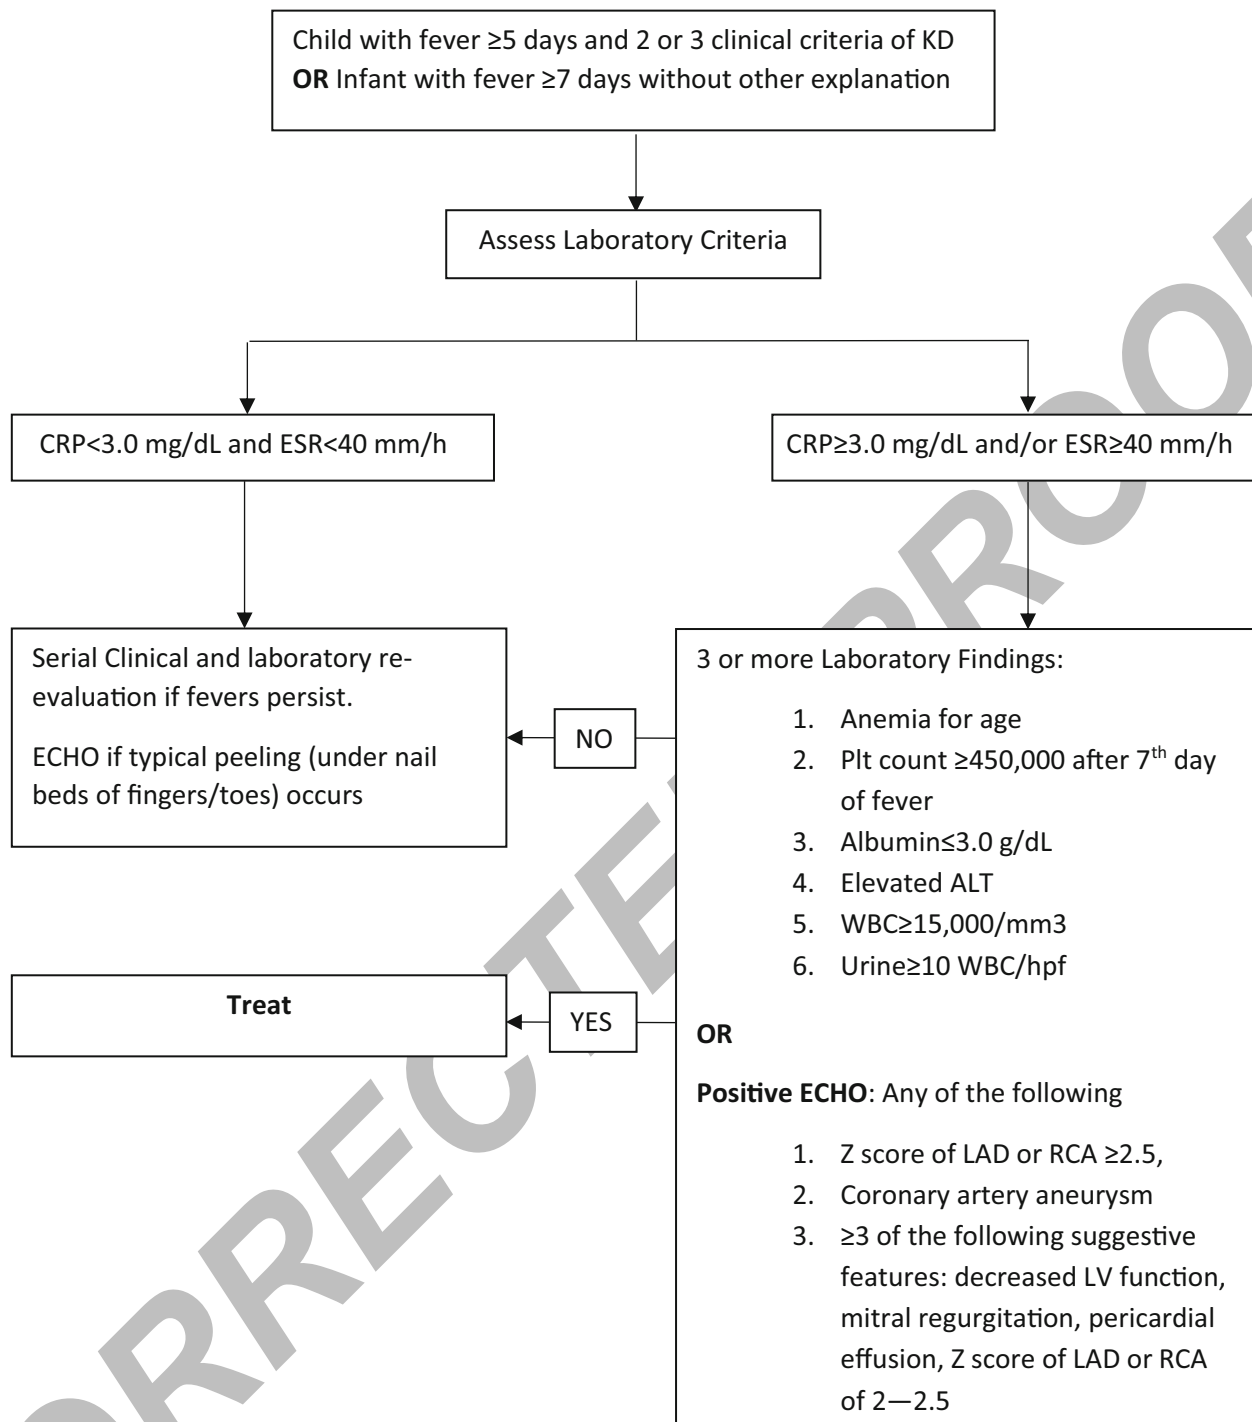 Child with fever ≥5 days and 2 or 3 clinical criteria of KD
OR Infant with fever ≥7 days without other explanation
Assess Laboratory Criteria
CRP<3.0 mg/dL and ESR<40 mm/h
CRP≥3.0 mg/dL and/or ESR≥40 mm/h
Serial Clinical and laboratory re-
evaluation if fevers persist.
ECHO if typical peeling (under nail
beds of fingers/toes) occurs
NO
3 or more Laboratory Findings:
1. Anemia for age
2. Plt count ≥450,000 after 7th day
of fever
3. Albumin≤3.0 g/dL
4. Elevated ALT
5. WBC≥15,000/mm3
6. Urine≥10 WBC/hpf
Treat
YES
OR
Positive ECHO: Any of the following
1. Z score of LAD or RCA ≥2.5,
2. Coronary artery aneurysm
3. ≥3 of the following suggestive
features: decreased LV function,
mitral regurgitation, pericardial
effusion, Z score of LAD or RCA
of 2—2.5